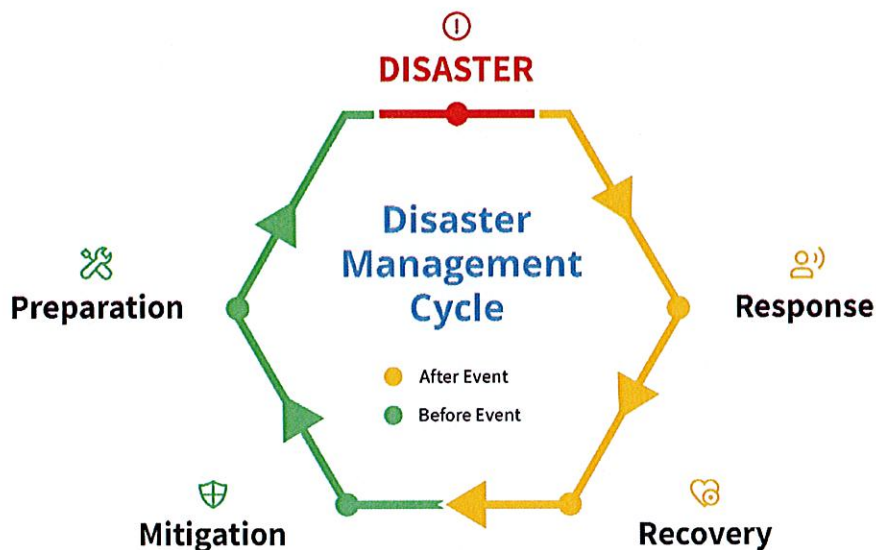 DISASTER
Disaster
Management
Cycle
Preparation
Response
After Event
Before Event
Mitigation
Recovery